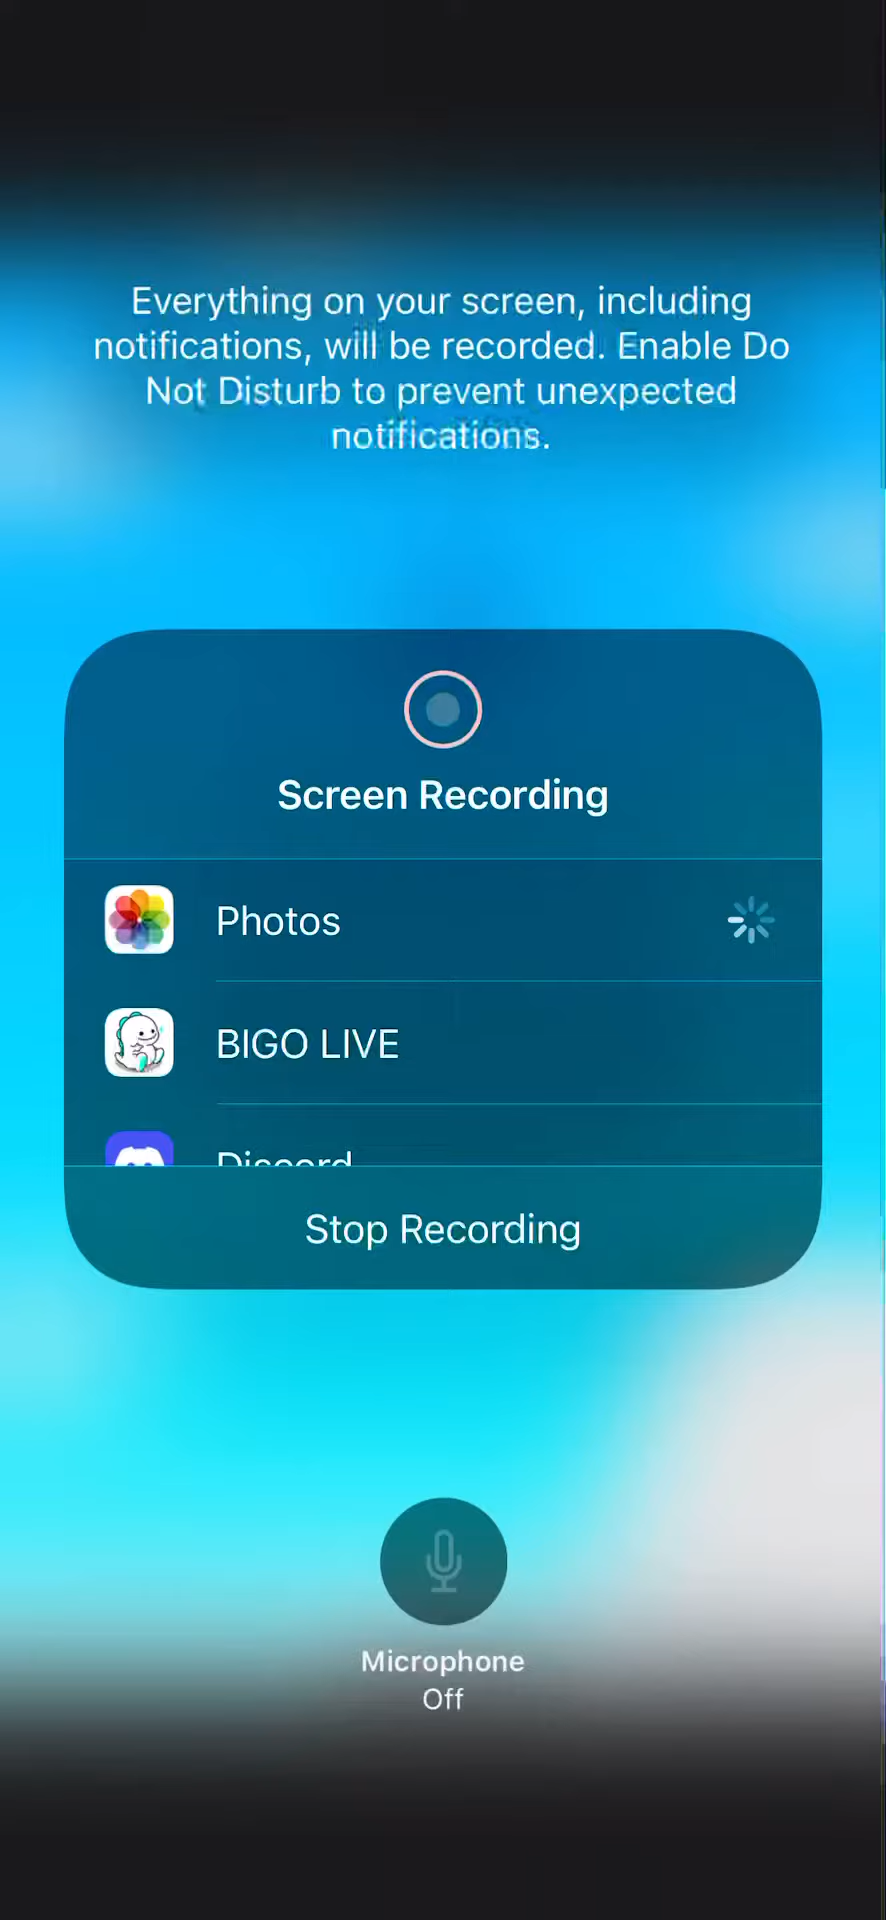 Everything on your screen, including
notifications, will be recorded. Enable Do
Not Disturb to prevent unexpected
notifications.
Screen Recording
Photos
BIGO LIVE
Discord
Stop Recording
Microphone
Off